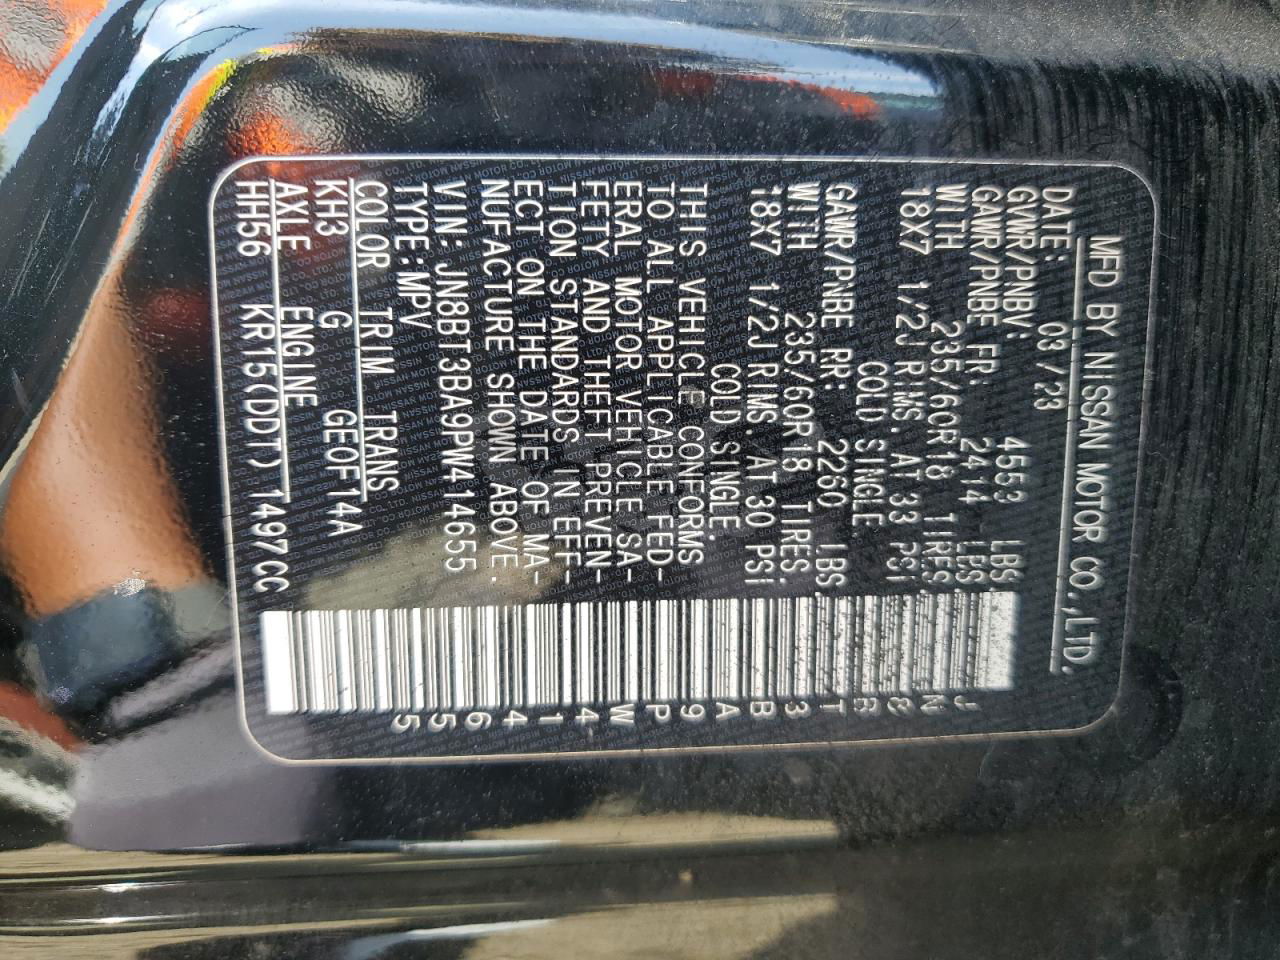 MFD BY NISSAN MOTOR CO.,LTD.
DATE: 03/23
GVWR/PNBV: 4553 LBS
GAWR/PNBE FR: 2414 LBS
WITH 235/60R18 TIRES,
18X7 1/2J RIMS. AT 33 PSI
COLD SINGLE.
GAWR/PNBE RR: 2260 LBS
WITH 235/60R18 TIRES,
18X7 1/2J RIMS. AT 30 PSI
COLD SINGLE.
THIS VEHICLE CONFORMS
TO ALL APPLICABLE FED-
ERAL MOTOR VEHICLE SA-
FETY AND THEFT PREVEN-
TION STANDARDS IN EFF-
ECT ON THE DATE OF MA-
NUFACTURE SHOWN ABOVE.
VIN: JN8BT3BA9PW414655
TYPE:MPV
COLOR TRIM TRANS
KH3 G GE0F14A
AXLE ENGINE
HH56 KR15(DDT) 1497CC
JN8BT3BA9PW414655